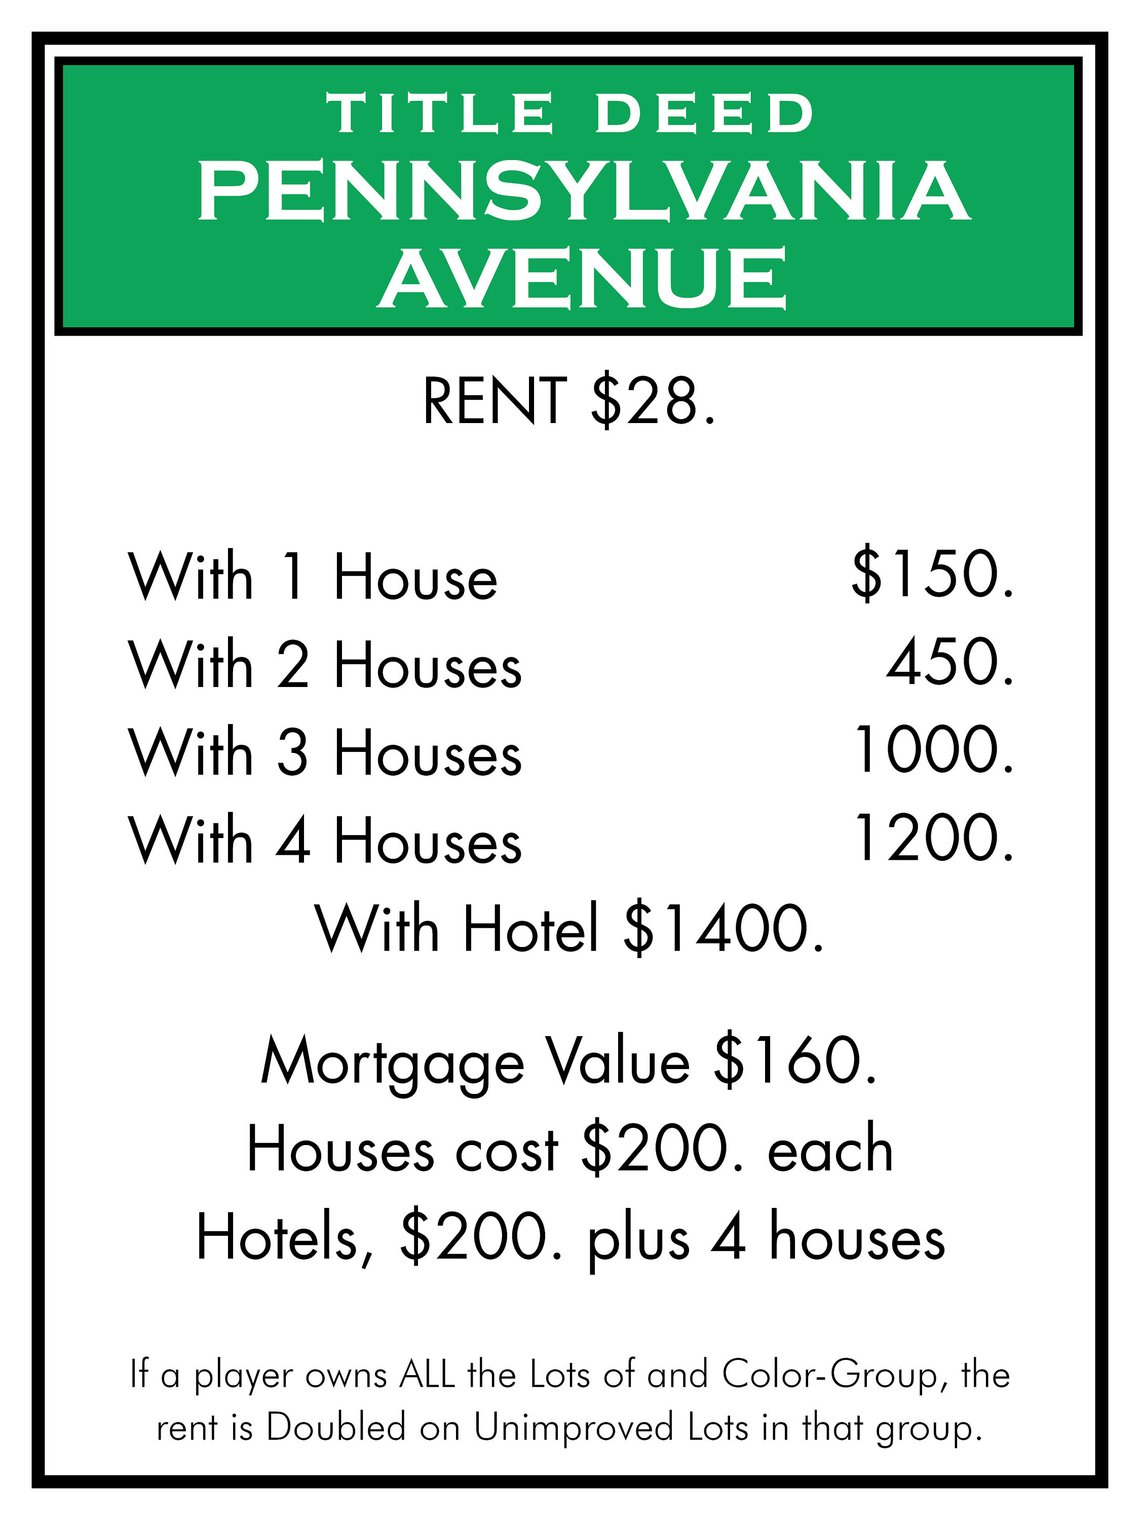 TITLE DEED
PENNSYLVANIA
AVENUE
RENT $28.
With 1 House $150.
With 2 Houses 450.
With 3 Houses 1000.
With 4 Houses 1200.
With Hotel $1400.
Mortgage Value $160.
Houses cost $200. each
Hotels, $200. plus 4 houses
If a player owns ALL the Lots of and Color-Group, the
rent is Doubled on Unimproved Lots in that group.